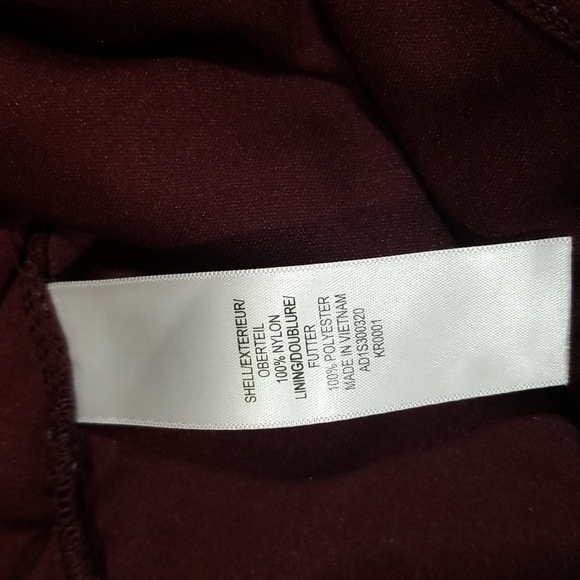 SHELL/EXTERIEUR/
OBERTEIL
100% NYLON
LINING/DOUBLURE/
FUTTER
100% POLYESTER
MADE IN VIETNAM
AD1S300320
KR0001